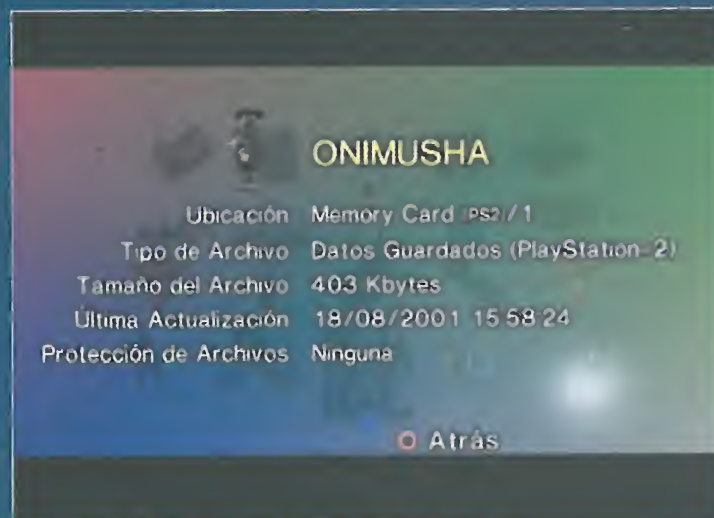 ONIMUSHA
Ubicación Memory Card (PS2) / 1
Tipo de Archivo Datos Guardados (PlayStation 2)
Tamaño del Archivo 403 Kbytes
Última Actualización 18/08/2001 15:58:24
Protección de Archivos Ninguna
Atrás